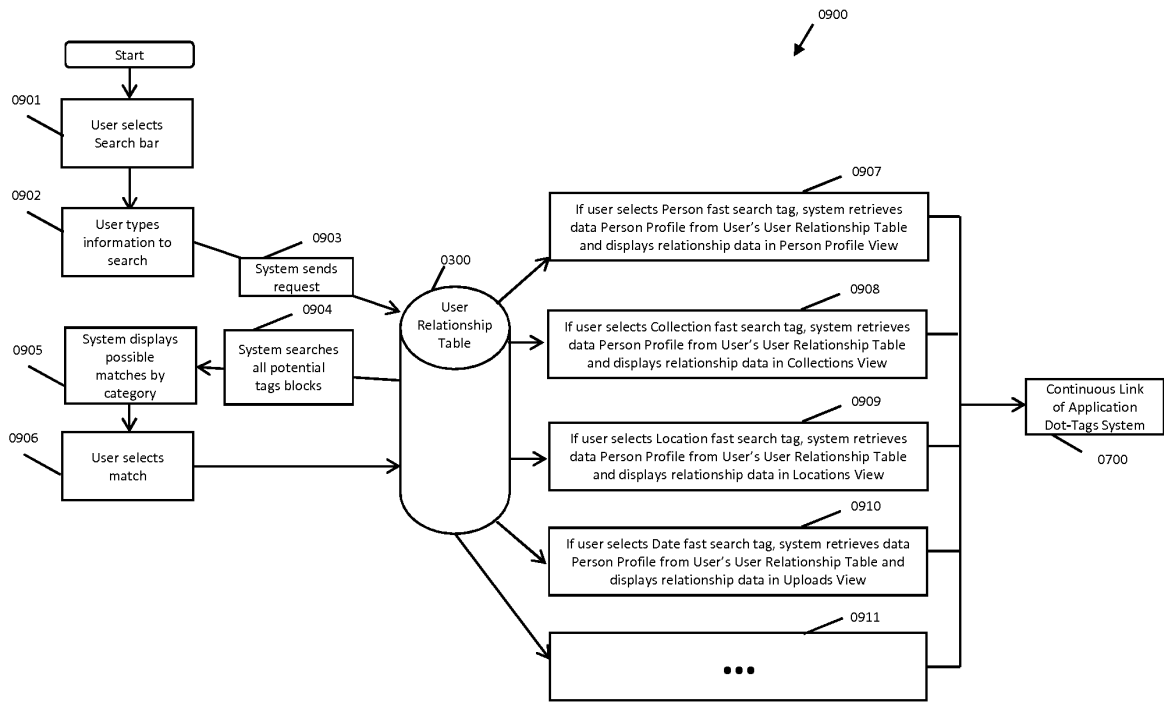 0900
Start
0901
User selects
Search bar
0902
User types
information to
search
0903
System sends
request
0300
User
Relationship
Table
0904
System searches
all potential
tags blocks
0905
System displays
possible
matches by
category
0906
User selects
match
0907
If user selects Person fast search tag, system retrieves
data Person Profile from User’s User Relationship Table
and displays relationship data in Person Profile View
0908
If user selects Collection fast search tag, system retrieves
data Person Profile from User’s User Relationship Table
and displays relationship data in Collections View
0909
If user selects Location fast search tag, system retrieves
data Person Profile from User’s User Relationship Table
and displays relationship data in Locations View
0910
If user selects Date fast search tag, system retrieves data
Person Profile from User’s User Relationship Table and
displays relationship data in Uploads View
0911
•••
Continuous Link
of Application
Dot-Tags System
0700